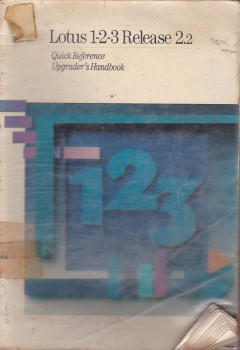 Lotus 1-2-3 Release 2.2
Quick Reference
Upgrader's Handbook
123